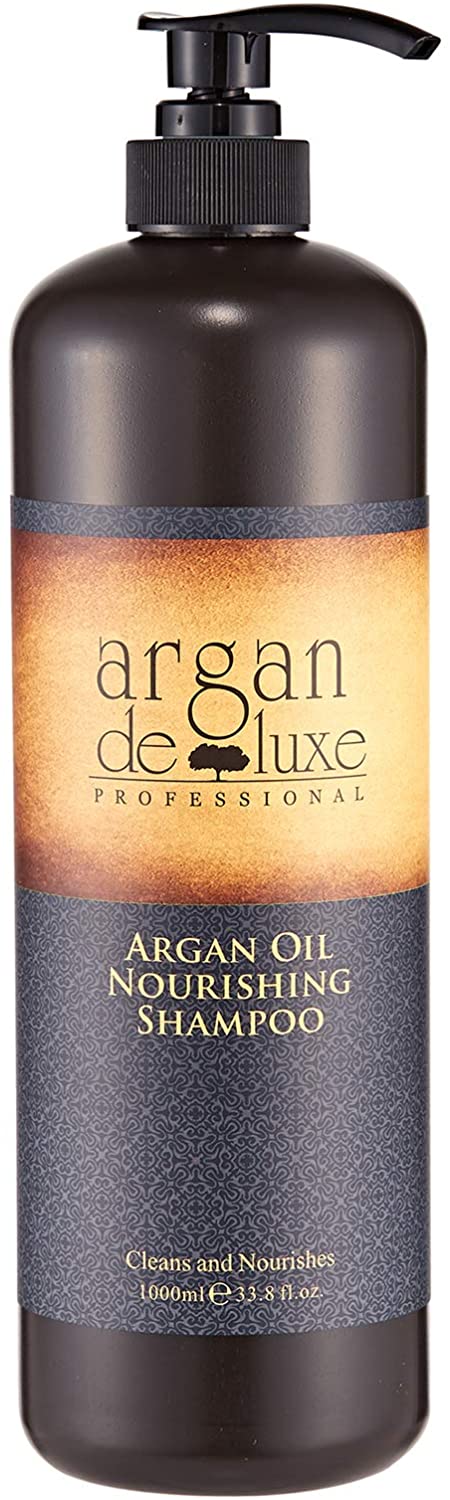 argan
de luxe
PROFESSIONAL
ARGAN OIL
NOURISHING
SHAMPOO
Cleans and Nourishes
1000ml ℮ 33.8 fl.oz.